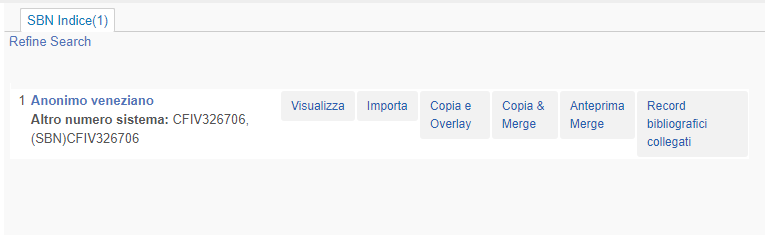 SBN Indice(1)
Refine Search
1 Anonimo veneziano
Altro numero sistema: CFIV326706,
(SBN)CFIV326706
Visualizza
Importa
Copia e
Overlay
Copia &
Merge
Anteprima
Merge
Record
bibliografici
collegati